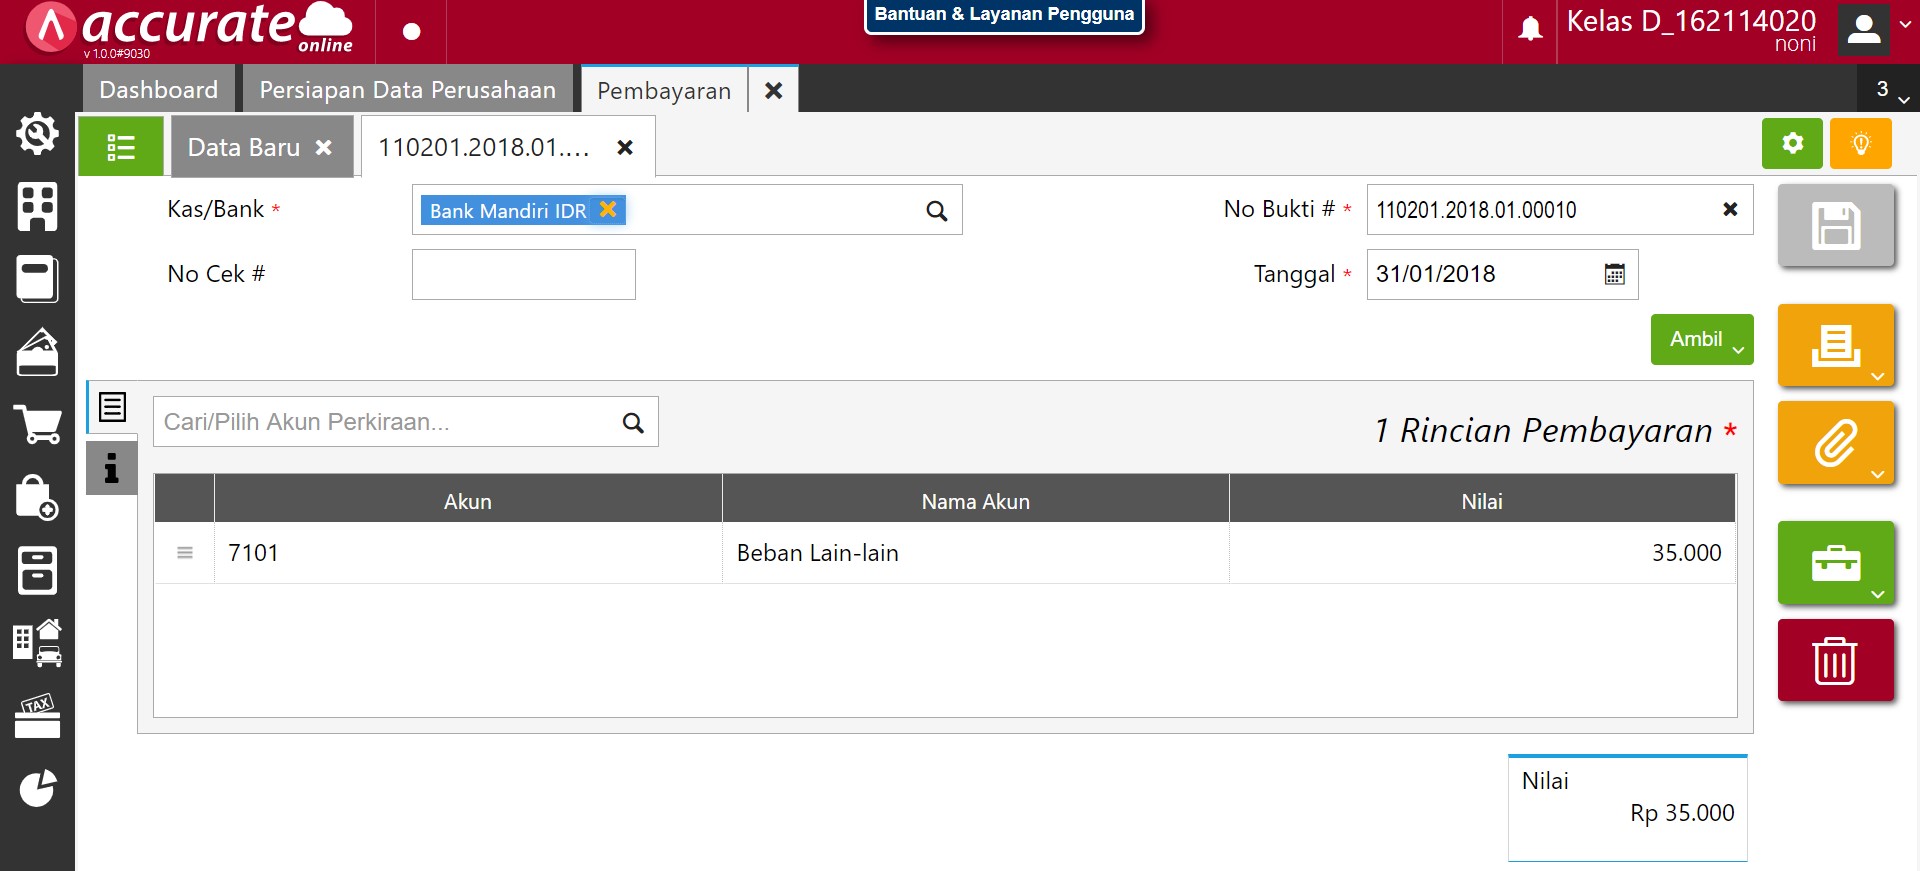 accurate
online
v 1.0.0#9030
Bantuan & Layanan Pengguna
Kelas D_162114020
noni
Dashboard
Persiapan Data Perusahaan
Pembayaran
3
Data Baru
110201.2018.01....
Kas/Bank *
Bank Mandiri IDR
No Bukti # *
110201.2018.01.00010
No Cek #
Tanggal *
31/01/2018
Ambil
Cari/Pilih Akun Perkiraan...
1 Rincian Pembayaran *
Akun
Nama Akun
Nilai
7101
Beban Lain-lain
35.000
TAX
Nilai
Rp 35.000